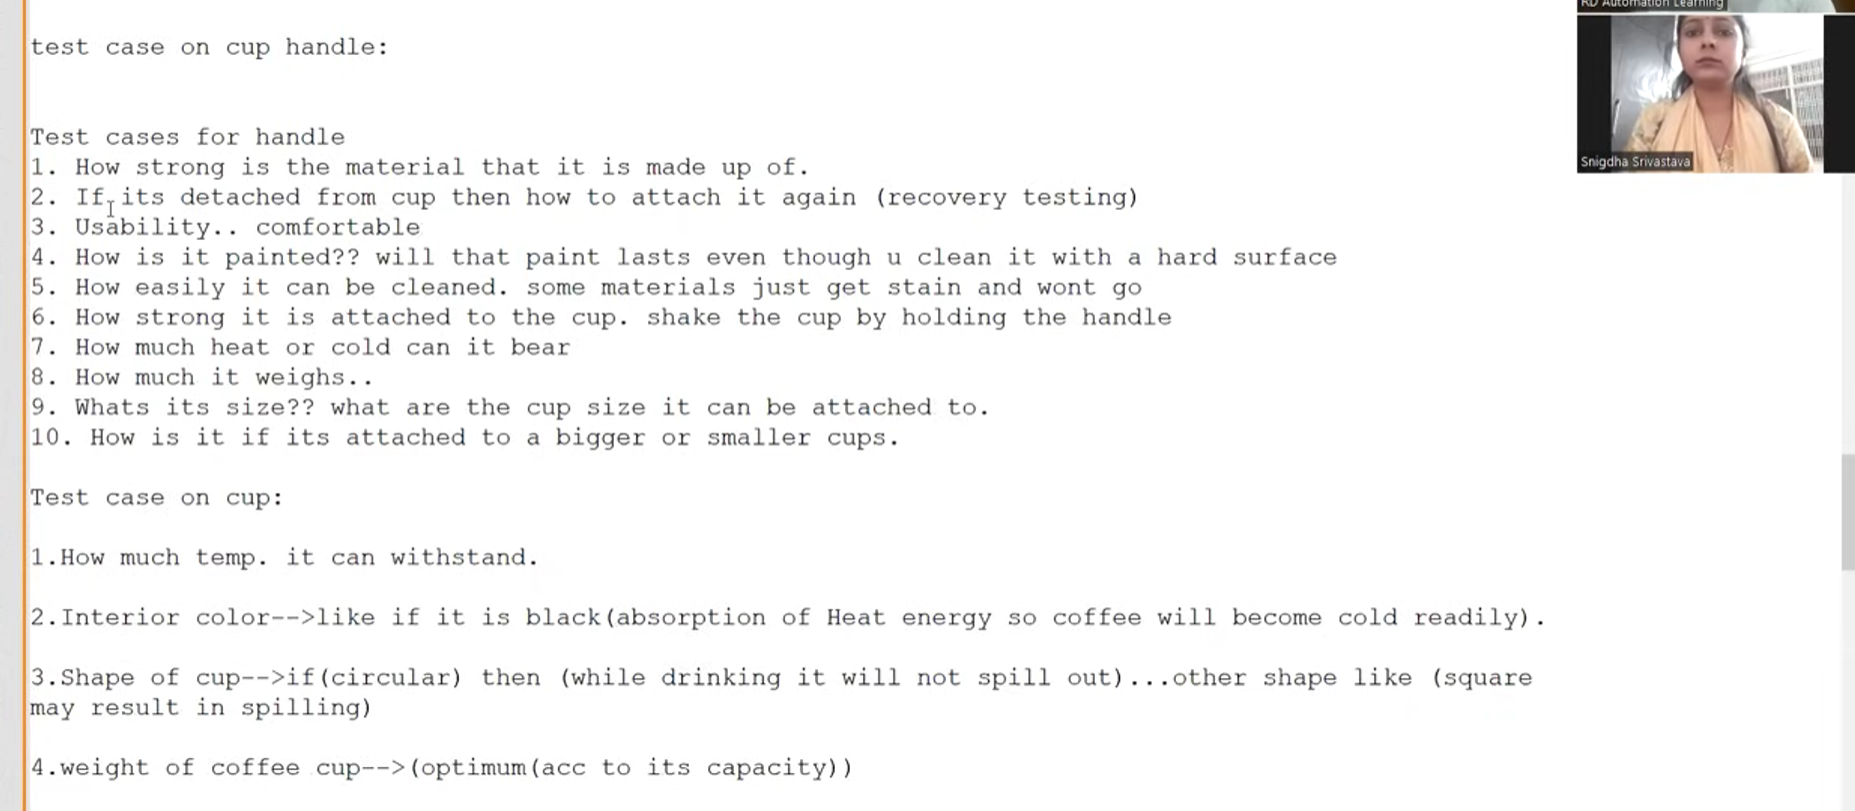 RD Automation Learning
test case on cup handle:
Test cases for handle
1. How strong is the material that it is made up of.
2. If its detached from cup then how to attach it again (recovery testing)
3. Usability.. comfortable
4. How is it painted?? will that paint lasts even though u clean it with a hard surface
5. How easily it can be cleaned. some materials just get stain and wont go
6. How strong it is attached to the cup. shake the cup by holding the handle
7. How much heat or cold can it bear
8. How much it weighs..
9. Whats its size?? what are the cup size it can be attached to.
10. How is it if its attached to a bigger or smaller cups.
Test case on cup:
1.How much temp. it can withstand.
2.Interior color-->like if it is black(absorption of Heat energy so coffee will become cold readily).
3.Shape of cup-->if(circular) then (while drinking it will not spill out)...other shape like (square
may result in spilling)
4.weight of coffee cup-->(optimum(acc to its capacity))
Snigdha Srivastava